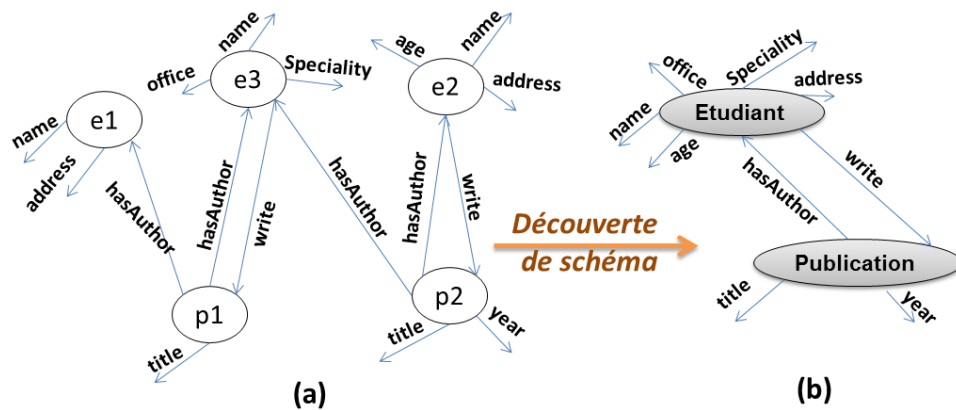 name
office
e3
Speciality
age
name
e2
address
name
e1
address
hasAuthor
hasAuthor
write
hasAuthor
hasAuthor
write
p1
title
p2
title
year
(a)
Découverte
de schéma
office
Speciality
address
Etudiant
name
age
hasAuthor
write
Publication
title
year
(b)